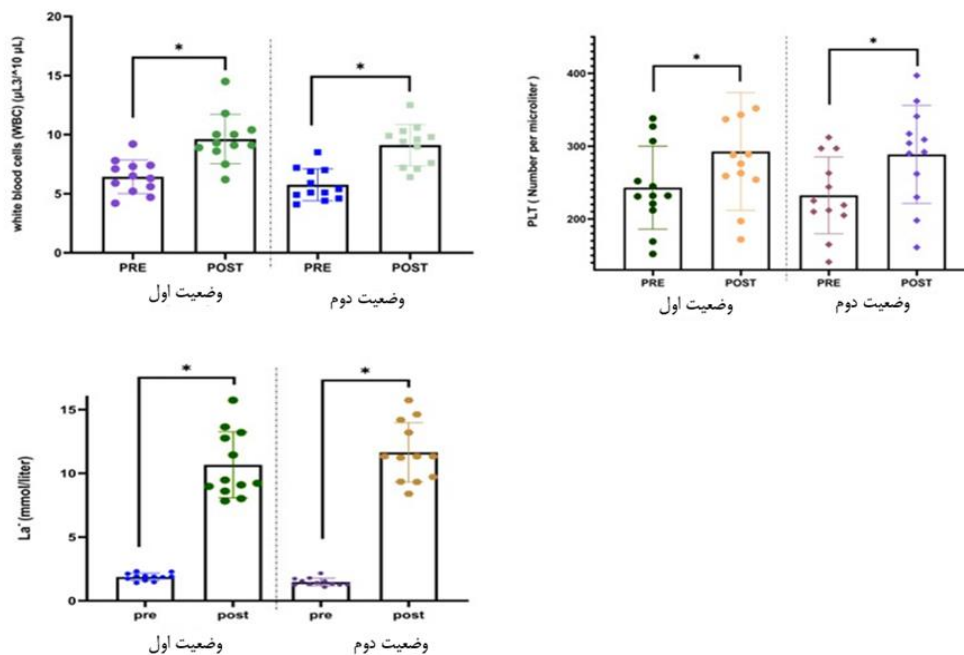 white blood cells (WBC) (µL3/^10 µL)
20
15
10
5
0
*
*
PRE
POST
PRE
POST
وضعیت اول
وضعیت دوم
PLT ( Number per microliter )
400
300
200
*
*
PRE
POST
PRE
POST
وضعیت اول
وضعیت دوم
La⁻ (mmol/liter)
15
10
5
0
*
*
pre
post
pre
post
وضعیت اول
وضعیت دوم